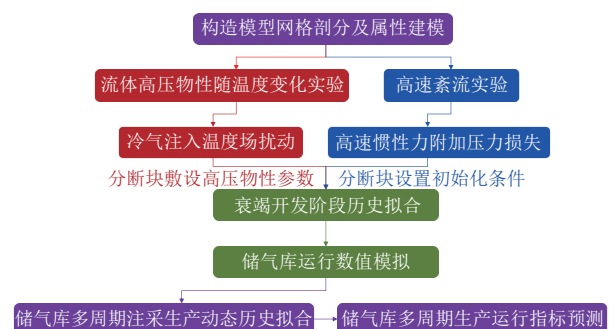 构造模型网格剖分及属性建模
流体高压物性随温度变化实验
高速紊流实验
冷气注入温度场扰动
高速惯性力附加压力损失
分断块敷设高压物性参数
分断块设置初始化条件
衰竭开发阶段历史拟合
储气库运行数值模拟
储气库多周期注采生产动态历史拟合
储气库多周期生产运行指标预测